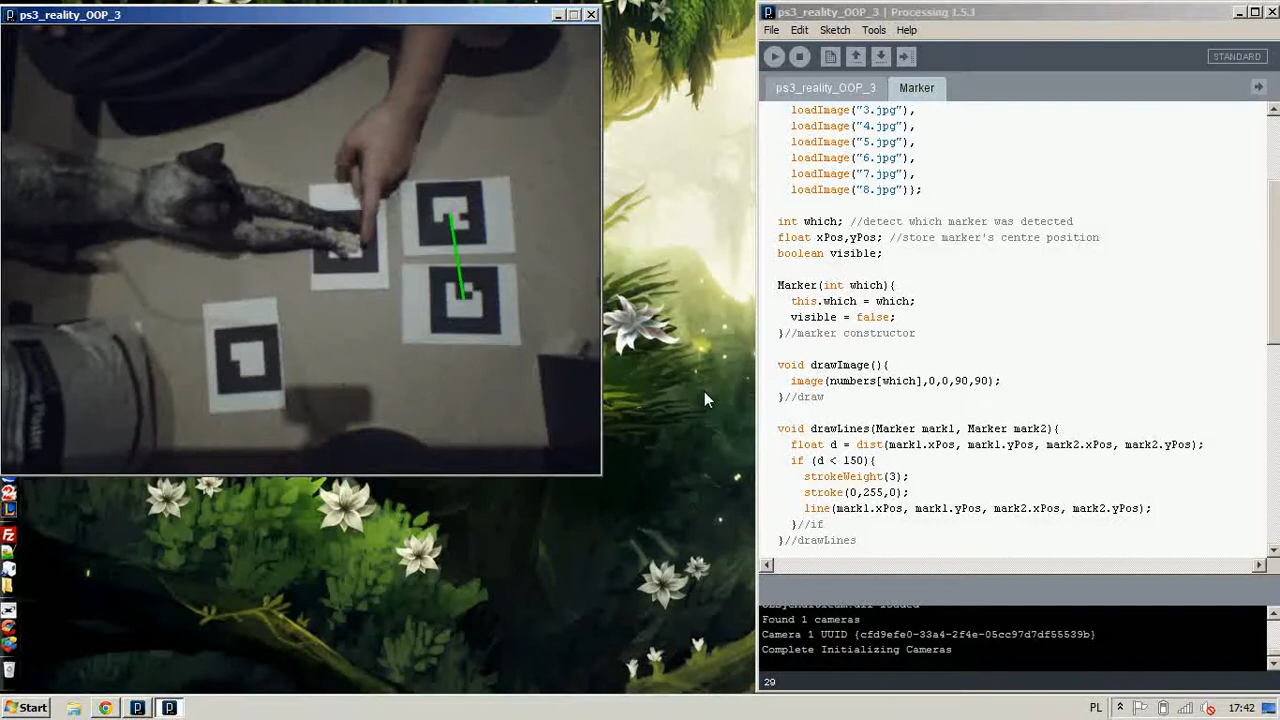 ps3_reality_OOP_3
ps3_reality_OOP_3 | Processing 1.5.1
File Edit Sketch Tools Help
STANDARD
ps3_reality_OOP_3 Marker
loadImage("3.jpg"),
loadImage("4.jpg"),
loadImage("5.jpg"),
loadImage("6.jpg"),
loadImage("7.jpg"),
loadImage("8.jpg")};
int which; //detect which marker was detected
float xPos,yPos; //store marker's centre position
boolean visible;
Marker(int which){
this.which = which;
visible = false;
}//marker constructor
void drawImage(){
image(numbers[which],0,0,90,90);
}//draw
void drawLines(Marker mark1, Marker mark2){
float d = dist(mark1.xPos, mark1.yPos, mark2.xPos, mark2.yPos);
if (d < 150){
strokeWeight(3);
stroke(0,255,0);
line(mark1.xPos, mark1.yPos, mark2.xPos, mark2.yPos);
}//if
}//drawLines
Found 1 cameras
Camera 1 UUID {cfd9efe0-33a4-2f4e-05cc97d7df55539b}
Complete Initializing Cameras
29
Start
PL
17:42